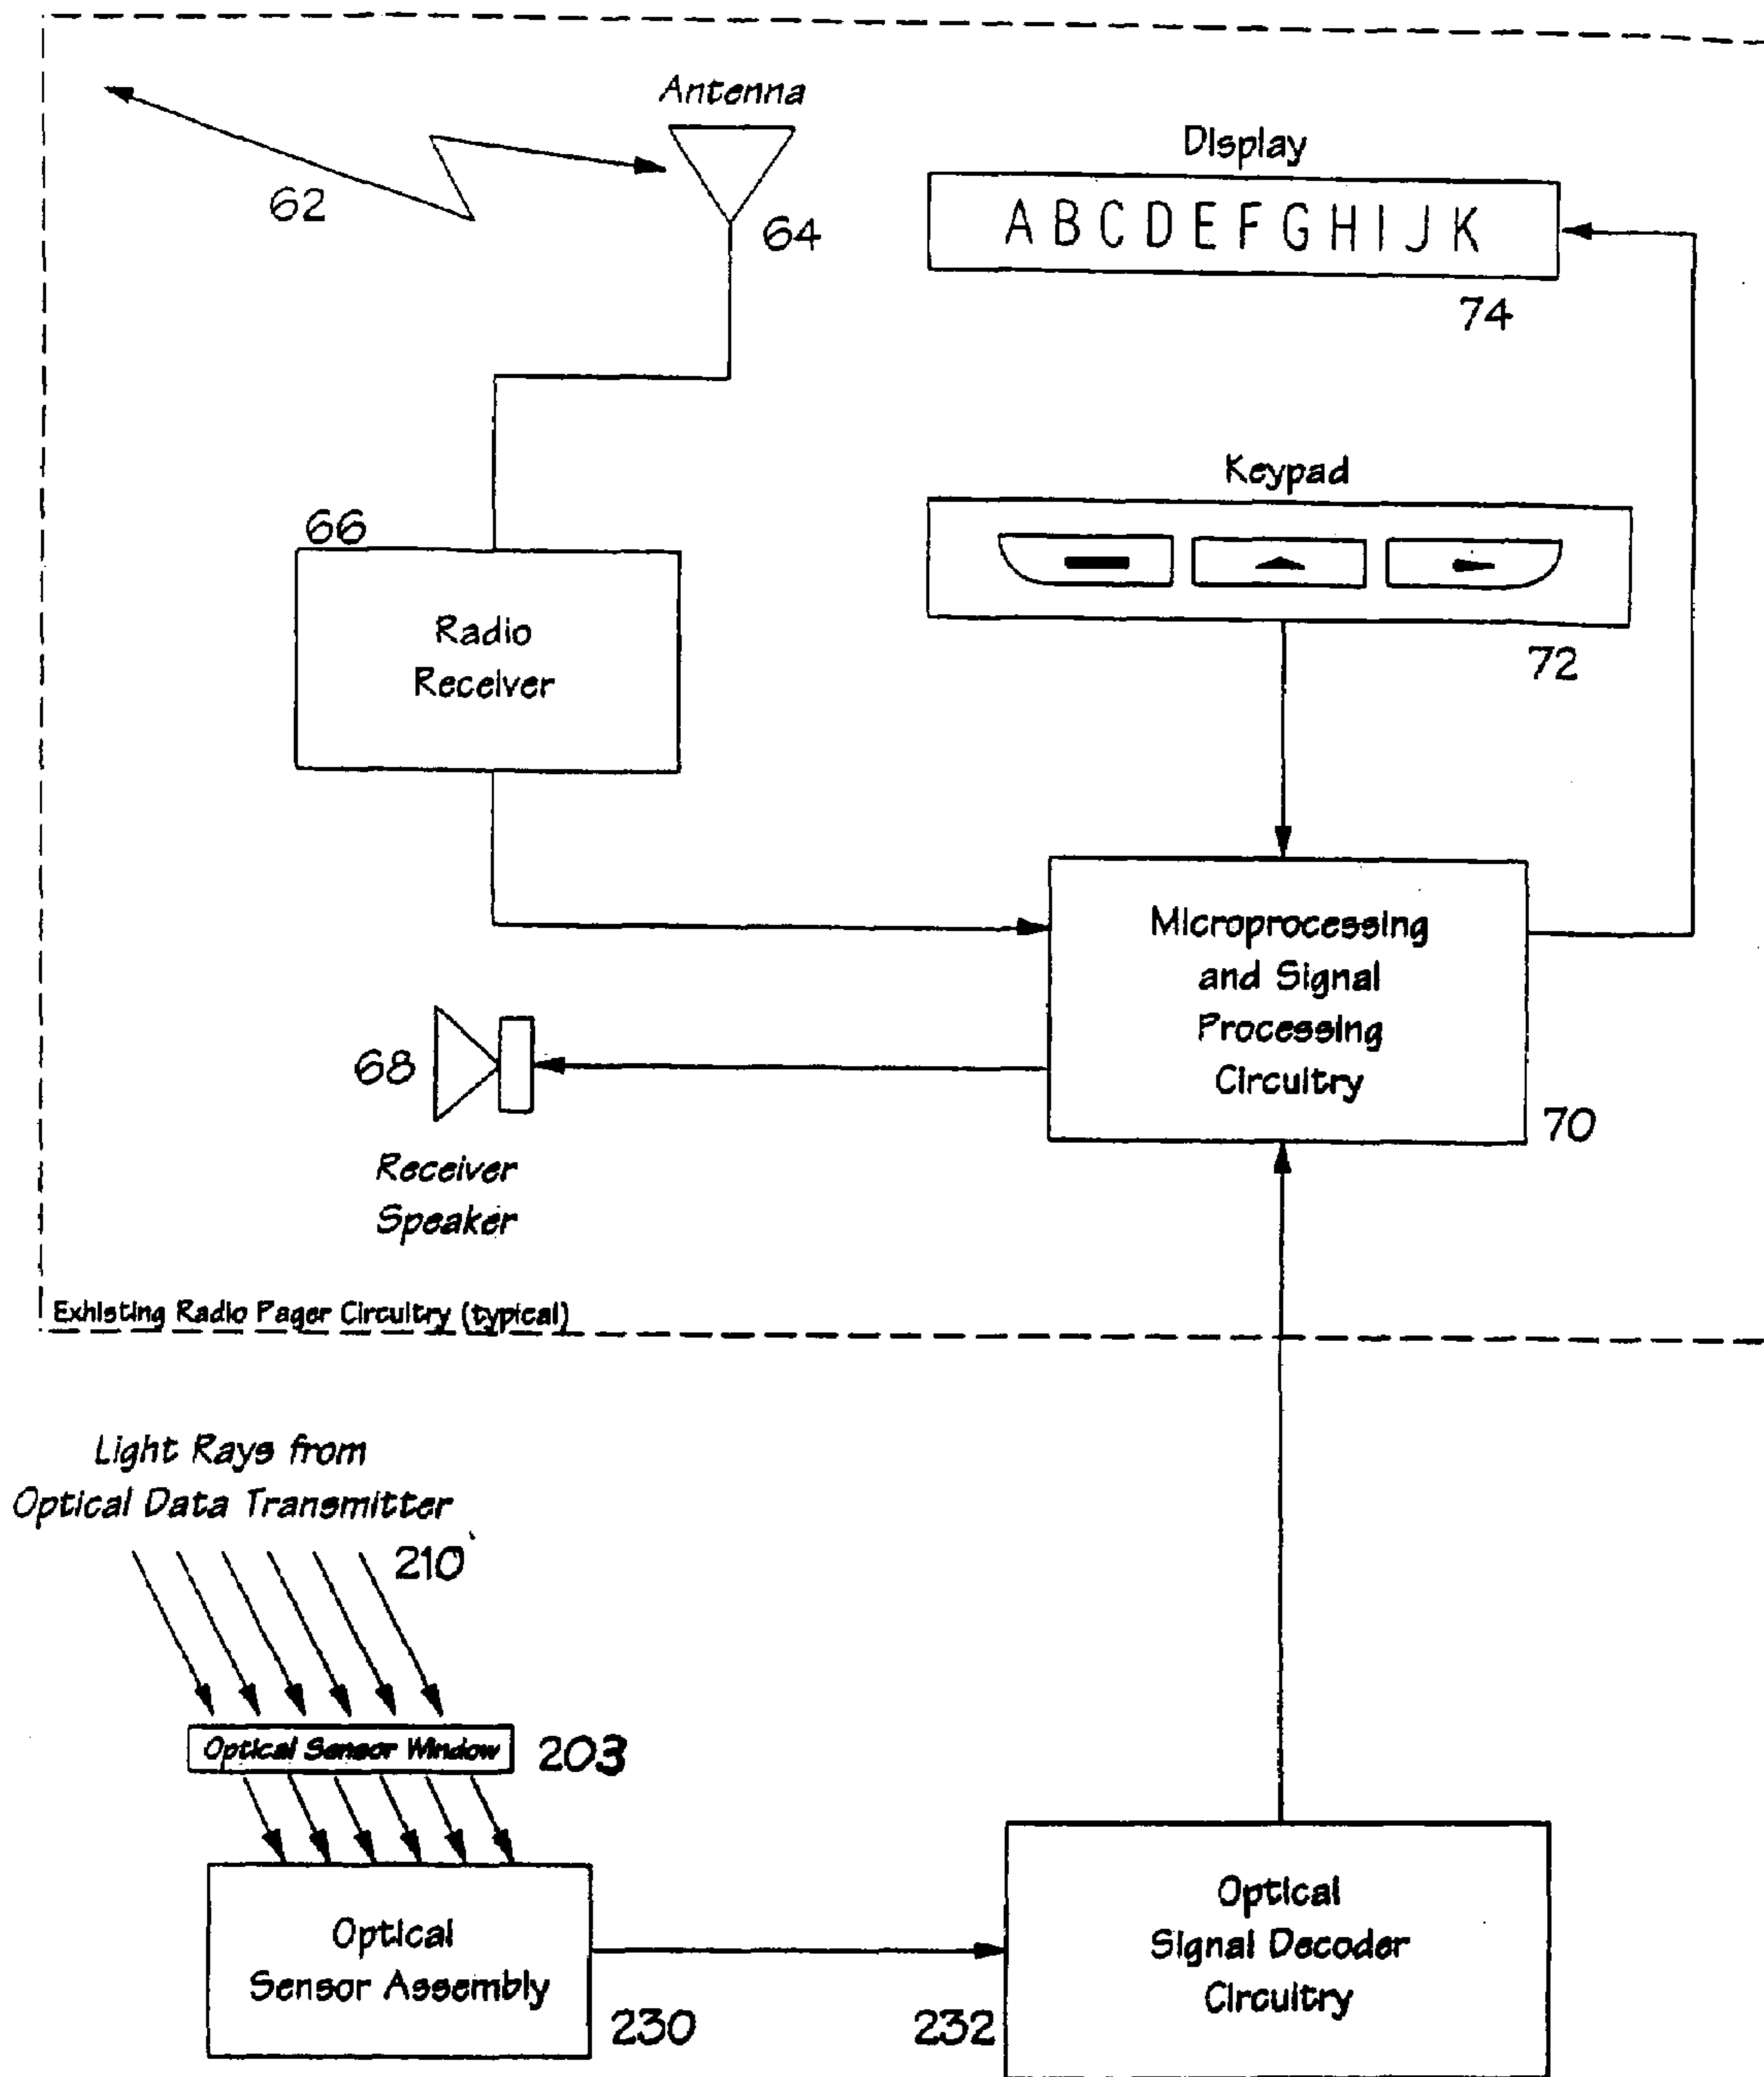 Antenna
62
64
Display
A B C D E F G H I J K
74
Keypad
72
66
Radio
Receiver
Microprocessing
and Signal
Processing
Circuitry
70
68
Receiver
Speaker
Exhisting Radio Pager Circuitry (typical)
Light Rays from
Optical Data Transmitter
210
Optical Sensor Window
203
Optical
Sensor Assembly
230
232
Optical
Signal Decoder
Circuitry